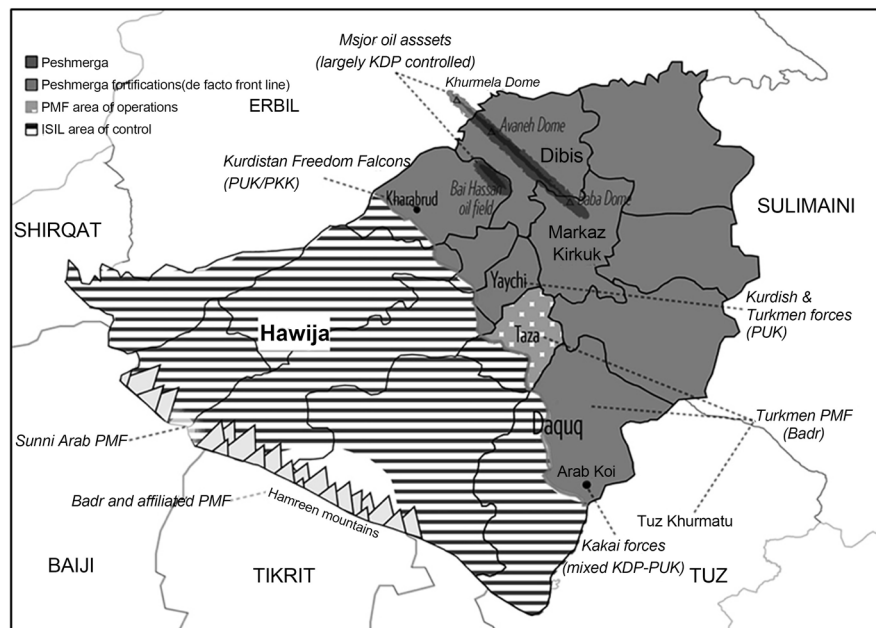 Msjor oil asssets
(largely KDP controlled)
Peshmerga
Peshmerga fortifications(de facto front line)
PMF area of operations
ISIL area of control
Khurmela Dome
ERBIL
Avaneh Dome
Dibis
Kurdistan Freedom Falcons
(PUK/PKK)
Bai Hassan
oil field
Kharabrud
Baba Dome
SULIMAINI
SHIRQAT
Markaz
Kirkuk
Yaychi
Kurdish &
Turkmen forces
(PUK)
Hawija
Taza
Turkmen PMF
(Badr)
Daquq
Sunni Arab PMF
Arab Koi
Badr and affiliated PMF
Hamreen mountains
Tuz Khurmatu
Kakai forces
(mixed KDP-PUK)
BAIJI
TIKRIT
TUZ